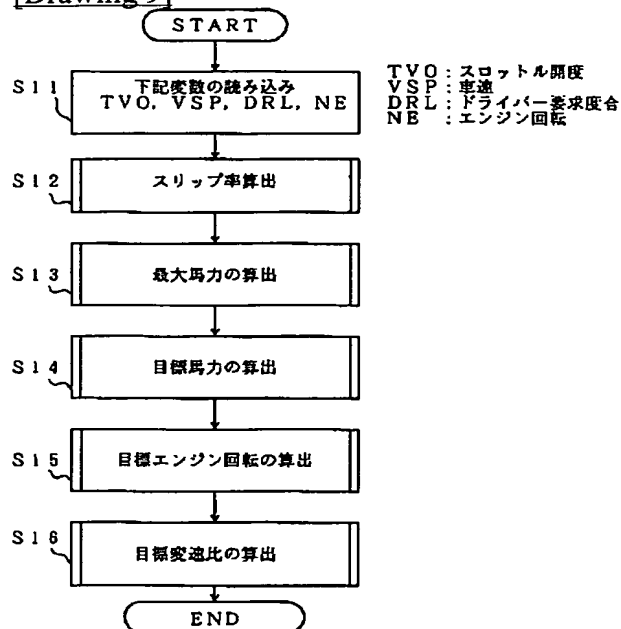 START
S11
下記変数の読み込み
TVO, VSP, DRL, NE
TVO : スロットル開度
VSP : 車速
DRL : ドライバー要求度合
NE : エンジン回転
S12
スリップ率算出
S13
最大馬力の算出
S14
目標馬力の算出
S15
目標エンジン回転の算出
S16
目標変速比の算出
END